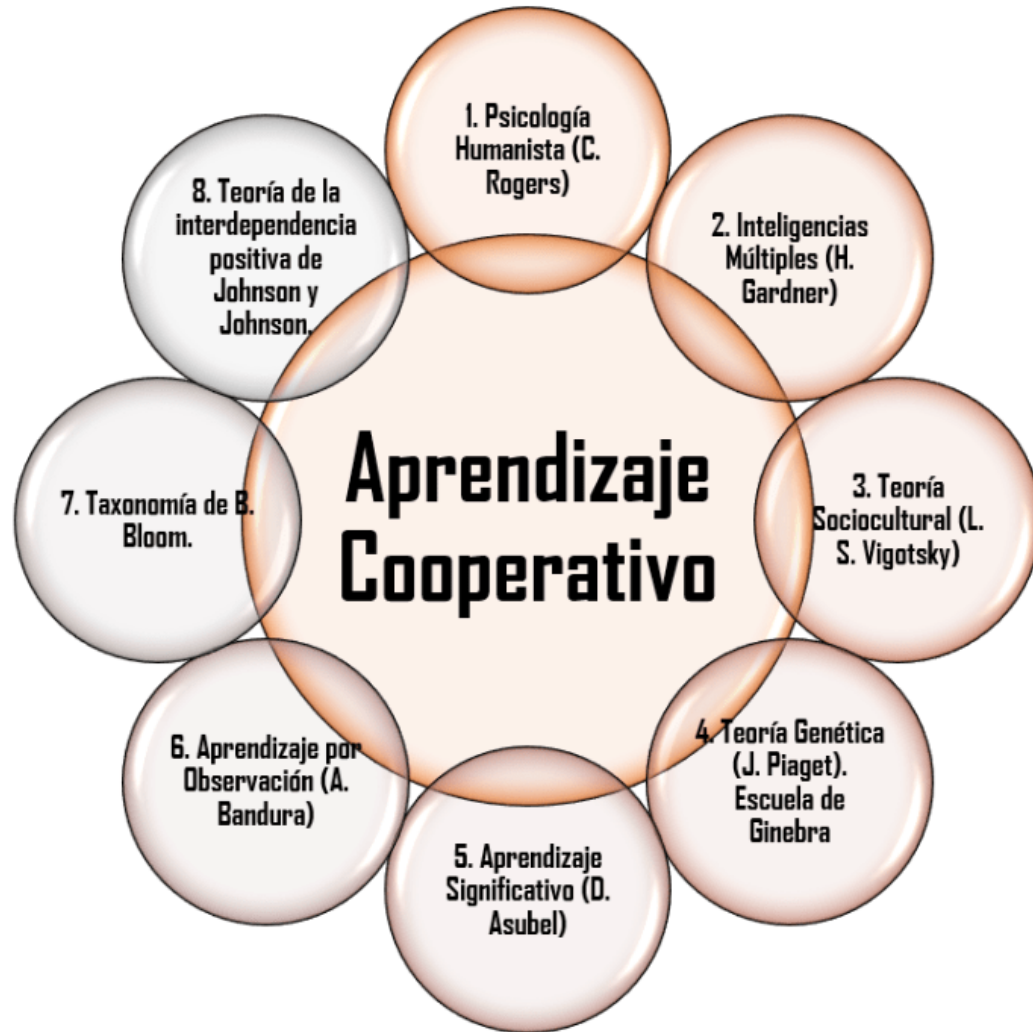 1. Psicología
Humanista (C.
Rogers)
2. Inteligencias
Múltiples (H.
Gardner)
3. Teoría
Sociocultural (L.
S. Vigotsky)
4. Teoría Genética
(J. Piaget).
Escuela de
Ginebra
5. Aprendizaje
Significativo (D.
Asubel)
6. Aprendizaje por
Observación (A.
Bandura)
7. Taxonomía de B.
Bloom.
8. Teoría de la
interdependencia
positiva de
Johnson y
Johnson.
Aprendizaje
Cooperativo